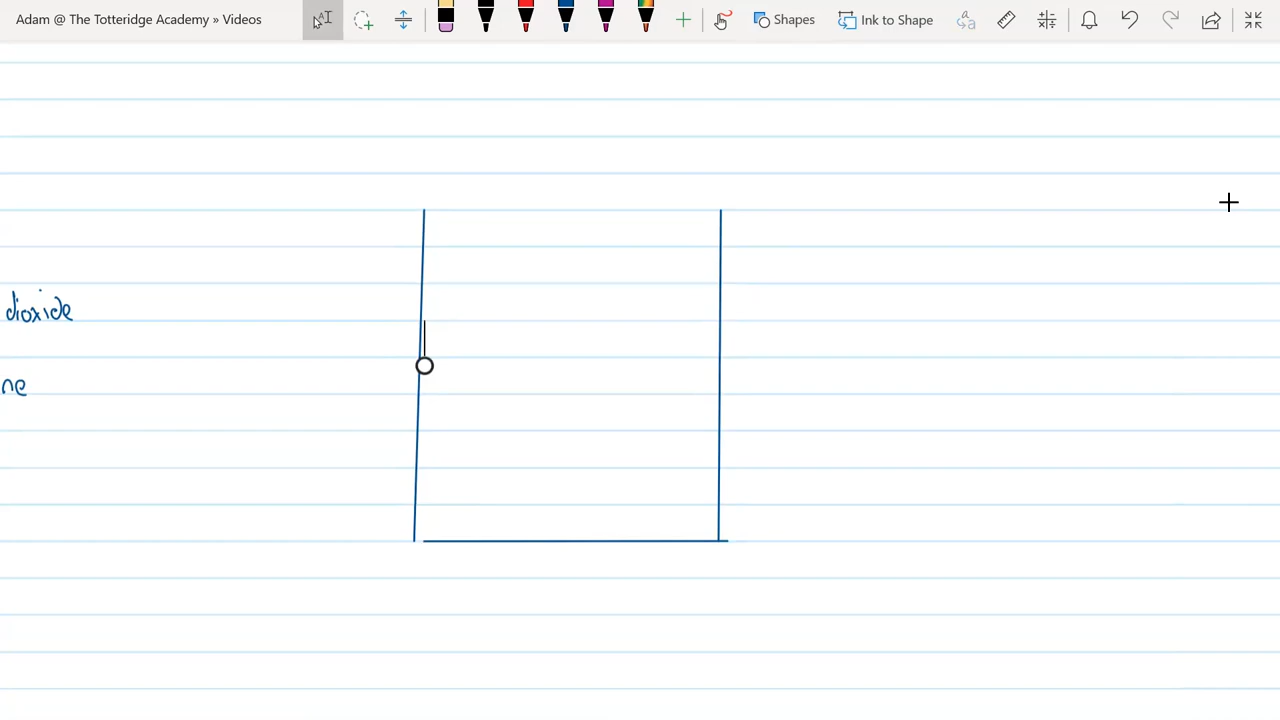 Adam @ The Totteridge Academy » Videos
Shapes
Ink to Shape
dioxide
ne